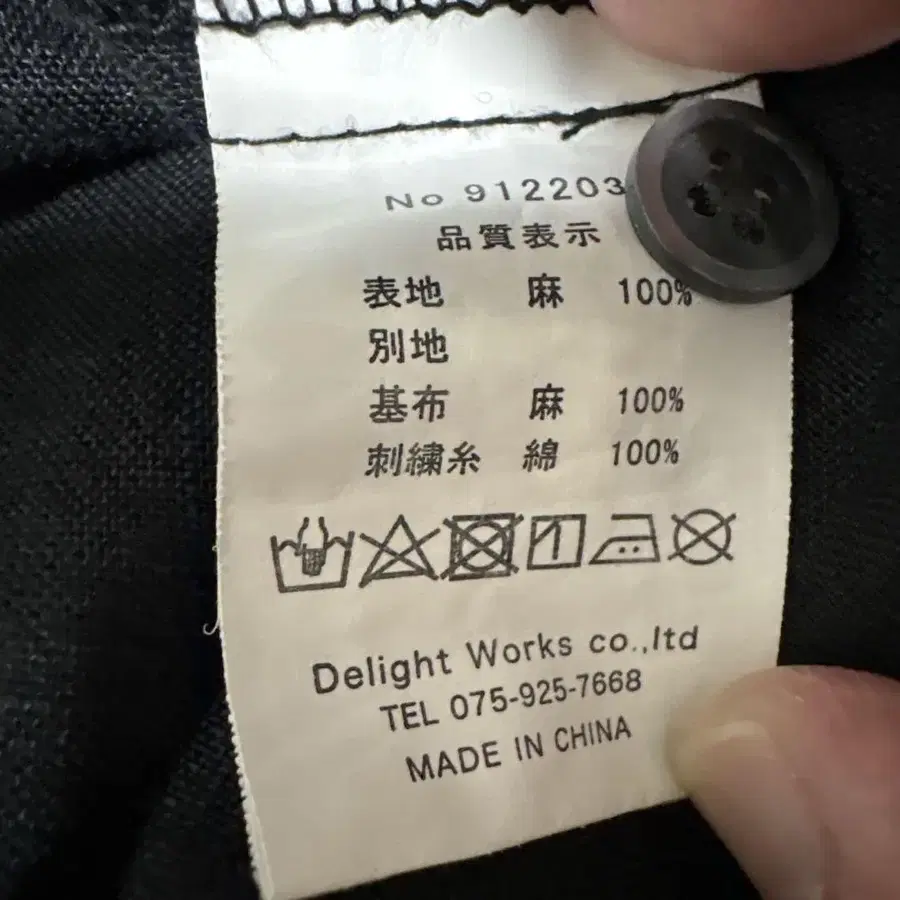 No 912203
品質表示
表地 麻 100%
別地
基布 麻 100%
刺繍糸 綿 100%
Delight Works co.,ltd
TEL 075-925-7668
MADE IN CHINA